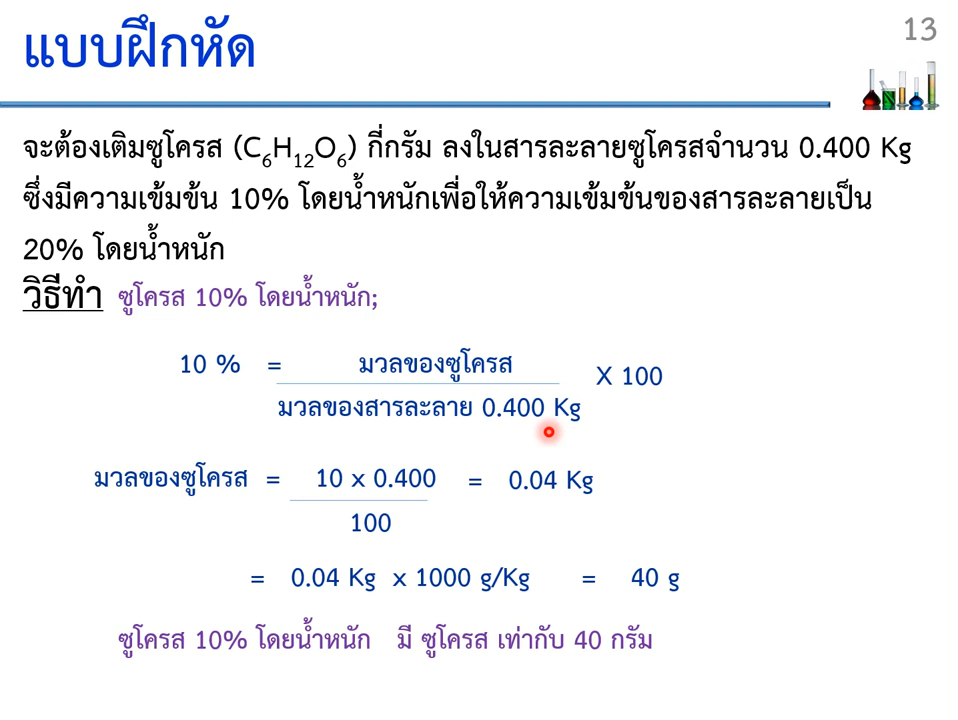 13
แบบฝึกหัด
จะต้องเติมซูโครส (C6H12O6) กี่กรัม ลงในสารละลายซูโครสจำนวน 0.400 Kg
ซึ่งมีความเข้มข้น 10% โดยน้ำหนักเพื่อให้ความเข้มข้นของสารละลายเป็น
20% โดยน้ำหนัก
วิธีทำ ซูโครส 10% โดยน้ำหนัก;
10 % = มวลของซูโครส
X 100
มวลของสารละลาย 0.400 Kg
มวลของซูโครส = 10 x 0.400 = 0.04 Kg
100
= 0.04 Kg x 1000 g/Kg = 40 g
ซูโครส 10% โดยน้ำหนัก มี ซูโครส เท่ากับ 40 กรัม